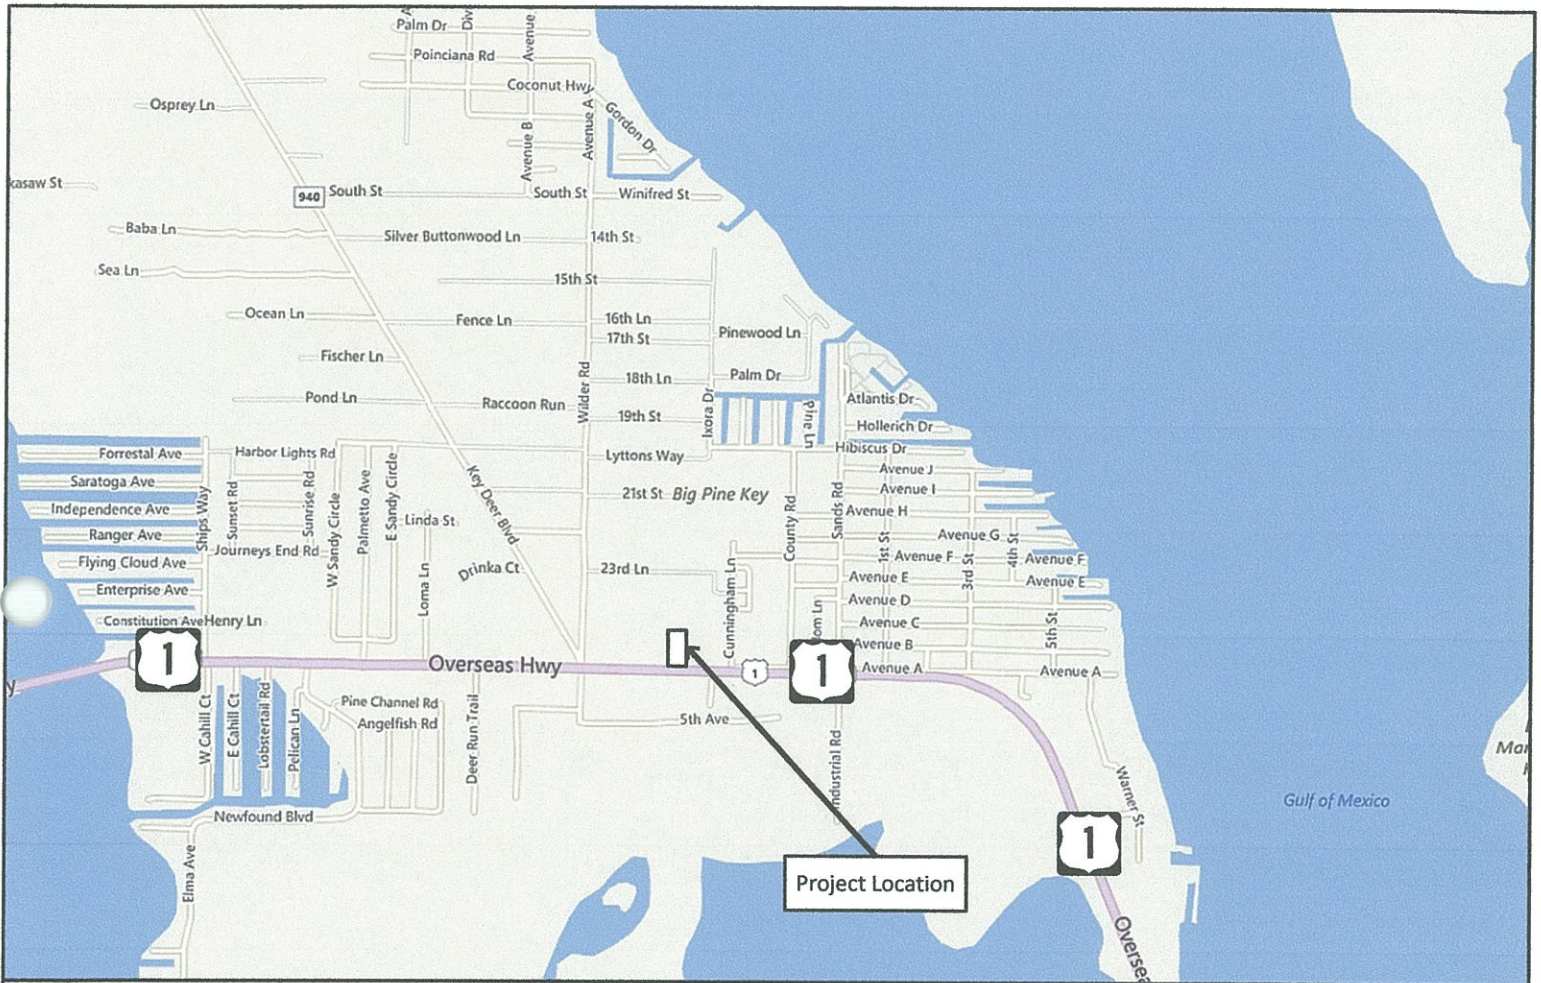 Palm Dr
Div
Avenue
Poinciana Rd
Coconut Hwy
Osprey Ln
Avenue B
Avenue A
Gordon Dr
kasaw St
940
South St
South St
Winifred St
Baba Ln
Silver Buttonwood Ln
14th St
Sea Ln
15th St
Ocean Ln
Fence Ln
16th Ln
17th St
Pinewood Ln
Fischer Ln
18th Ln
Palm Dr
Wilder Rd
Pond Ln
Raccoon Run
19th St
Ixora Dr
Pine Ln
Atlantis Dr
Hollerich Dr
Forrestal Ave
Harbor Lights Rd
Lyttons Way
Hibiscus Dr
Saratoga Ave
Avenue J
Independence Ave
Ships Way
Sunset Rd
Sunrise Rd
W Sandy Circle
Palmetto Ave
E Sandy Circle
Key Deer Blvd
21st St
Big Pine Key
Avenue I
County Rd
Sands Rd
Avenue H
Ranger Ave
Linda St
1st St
Avenue G
4th St
Journeys End Rd
Flying Cloud Ave
Avenue F
3rd St
Avenue F
Drinka Ct
23rd Ln
Avenue E
Avenue E
Enterprise Ave
Loma Ln
Cunningham Ln
Avenue D
Constitution Ave
Henry Ln
om Ln
Avenue C
5th St
Avenue B
1
Overseas Hwy
1
1
Avenue A
Avenue A
y
W Cahill Ct
E Cahill Ct
Lobstertail Rd
Pelican Ln
Pine Channel Rd
Angelfish Rd
Deer Run Trail
5th Ave
Industrial Rd
Warner St
Mar
Gulf of Mexico
Newfound Blvd
1
Elma Ave
Project Location
Oversea